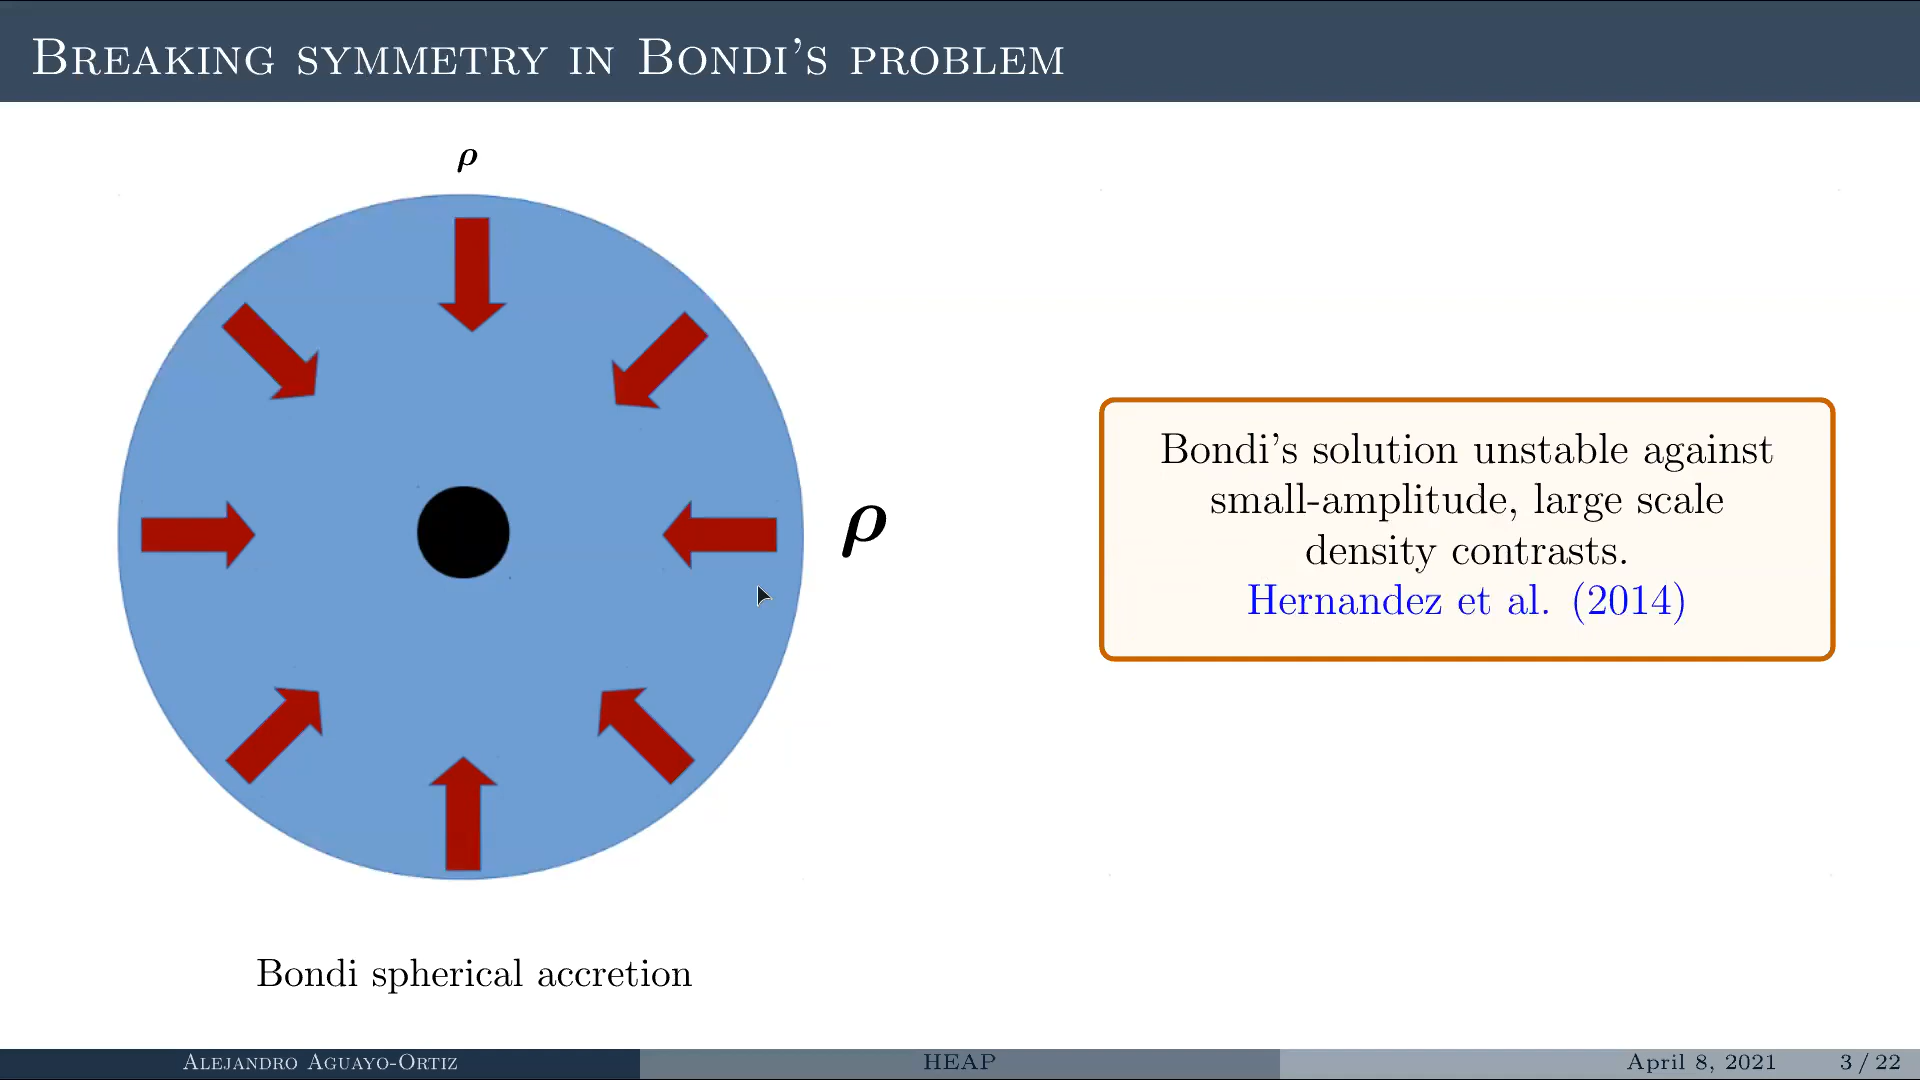 Breaking symmetry in Bondi's problem
ρ
ρ
Bondi's solution unstable against
small-amplitude, large scale
density contrasts.
Hernandez et al. (2014)
Bondi spherical accretion
Alejandro Aguayo-Ortiz
HEAP
April 8, 2021
3 / 22